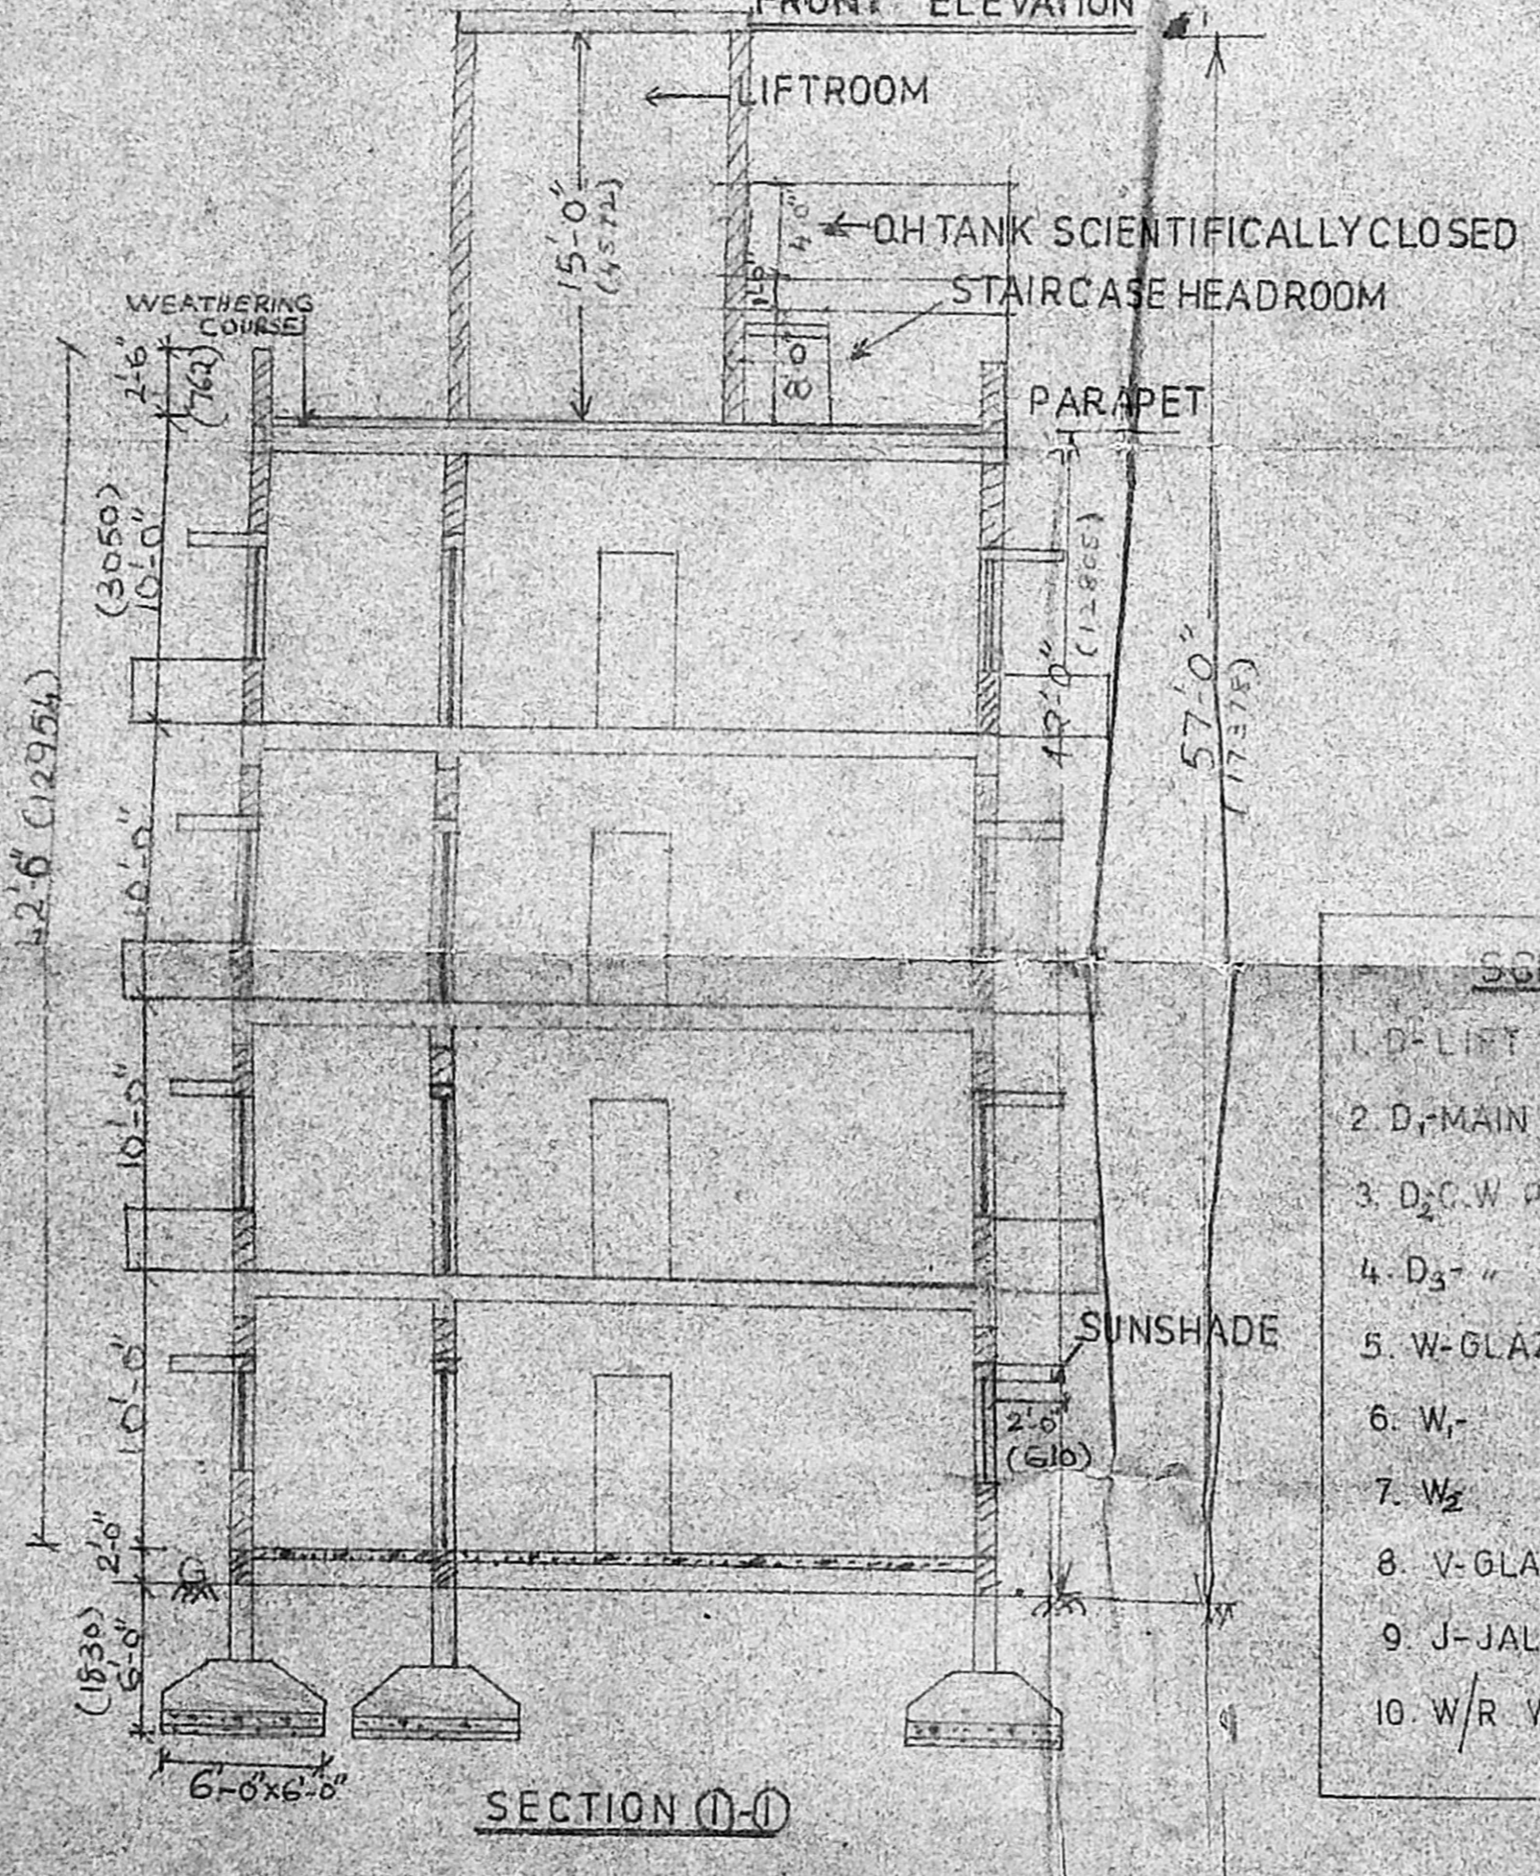 FRONT ELEVATION
LIFTROOM
15'-0"
(4572)
4'-0"
O.H TANK SCIENTIFICALLY CLOSED
STAIRCASE HEADROOM
8'-0"
WEATHERING
COURSE
2'-6"
(762)
PARAPET
(3050)
10'-0"
(12805)
57'-0"
42'-6" (12954)
10'-0"
10'-0"
10'-0"
SUNSHADE
2'-0"
(610)
2'-0"
(1830)
6'-0"
6'-0"x6'-0"
SECTION 1-1
1. D-LIFT
2. D1-MAIN
3. D2-C.W
4. D3- "
5. W-GLA
6. W1-
7. W2
8. V-GLA
9. J-JAL
10. W/R